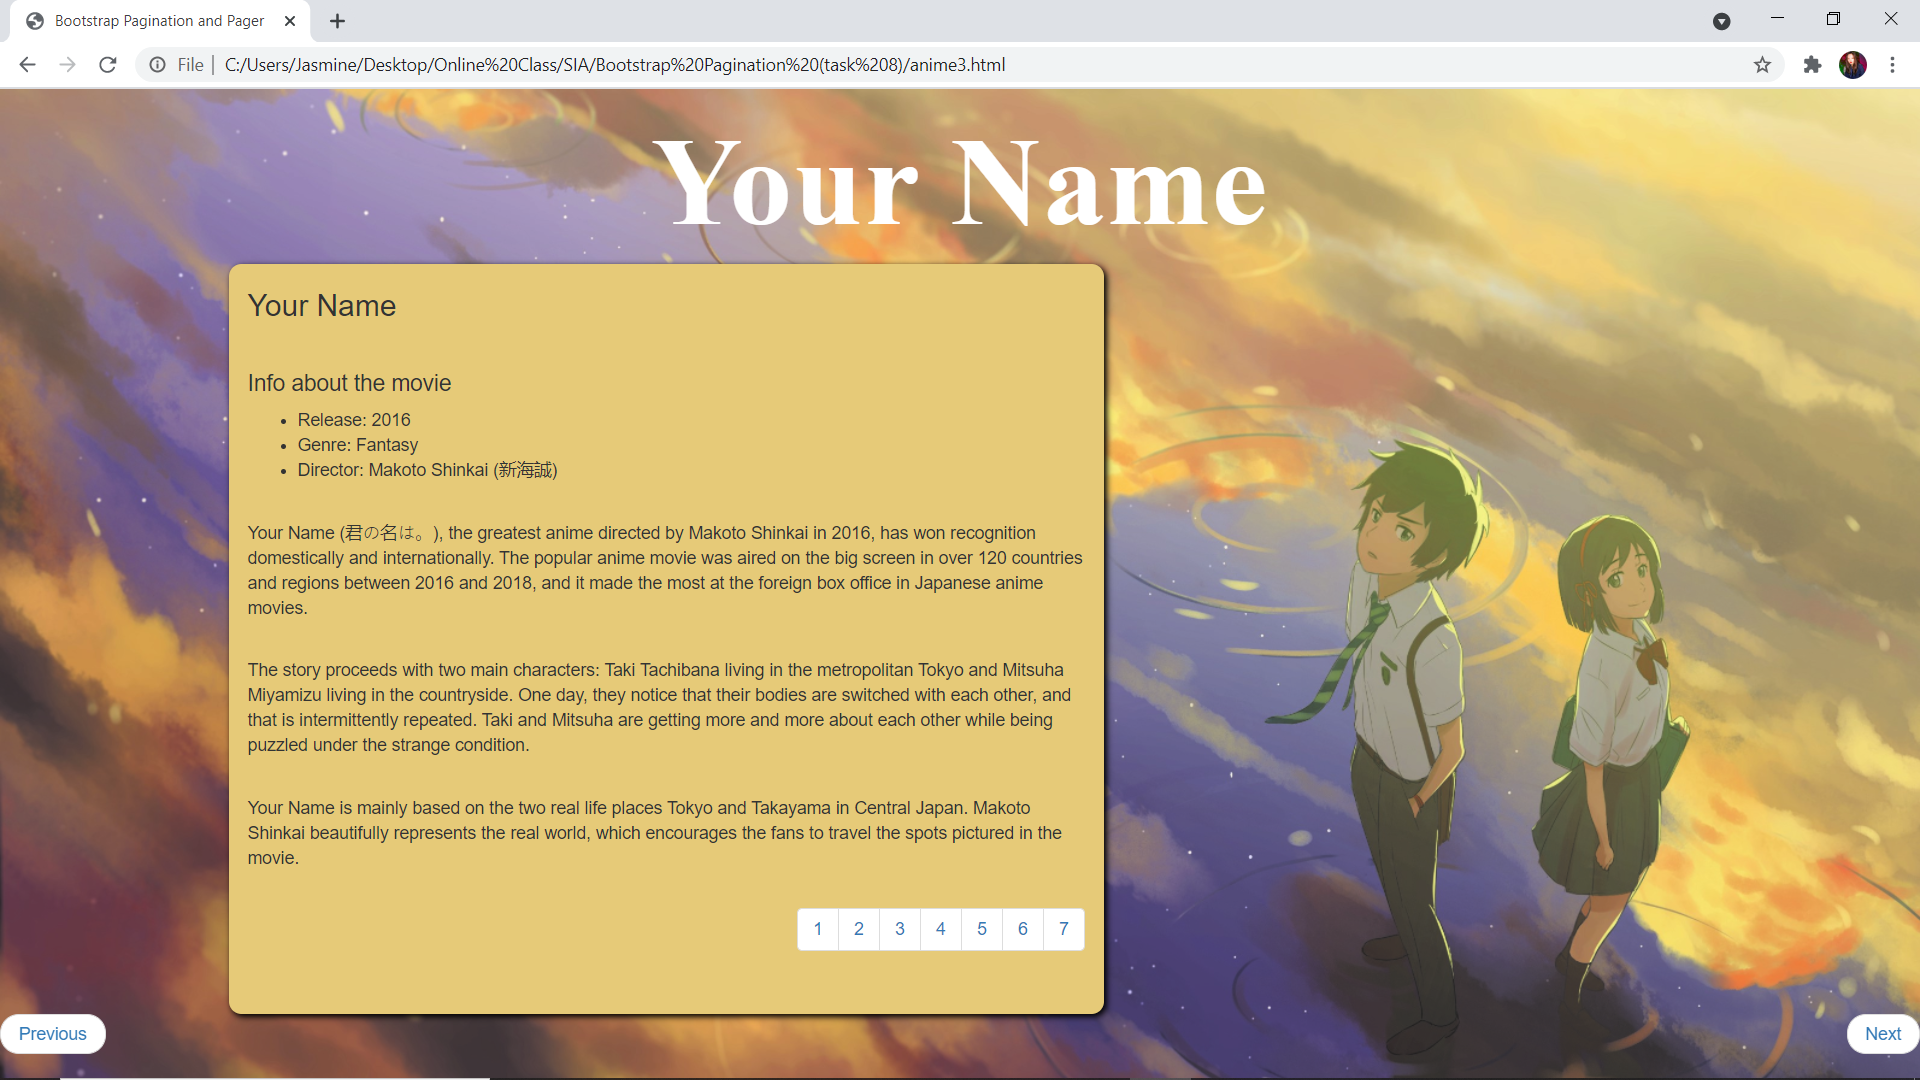 Bootstrap Pagination and Pager
File | C:/Users/Jasmine/Desktop/Online%20Class/SIA/Bootstrap%20Pagination%20(task%208)/anime3.html
Your Name
Your Name
Info about the movie
• Release: 2016
• Genre: Fantasy
• Director: Makoto Shinkai (新海誠)
Your Name (君の名は。), the greatest anime directed by Makoto Shinkai in 2016, has won recognition
domestically and internationally. The popular anime movie was aired on the big screen in over 120 countries
and regions between 2016 and 2018, and it made the most at the foreign box office in Japanese anime
movies.
The story proceeds with two main characters: Taki Tachibana living in the metropolitan Tokyo and Mitsuha
Miyamizu living in the countryside. One day, they notice that their bodies are switched with each other, and
that is intermittently repeated. Taki and Mitsuha are getting more and more about each other while being
puzzled under the strange condition.
Your Name is mainly based on the two real life places Tokyo and Takayama in Central Japan. Makoto
Shinkai beautifully represents the real world, which encourages the fans to travel the spots pictured in the
movie.
1 2 3 4 5 6 7
Previous Next